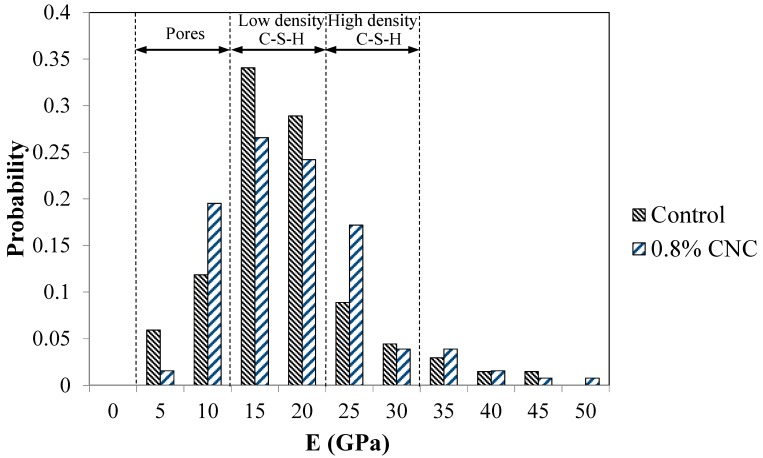 0.4
0.35
0.3
0.25
0.2
0.15
0.1
0.05
0
Probability
Pores
Low density
C-S-H
High density
C-S-H
0 5 10 15 20 25 30 35 40 45 50
E (GPa)
Control
0.8% CNC